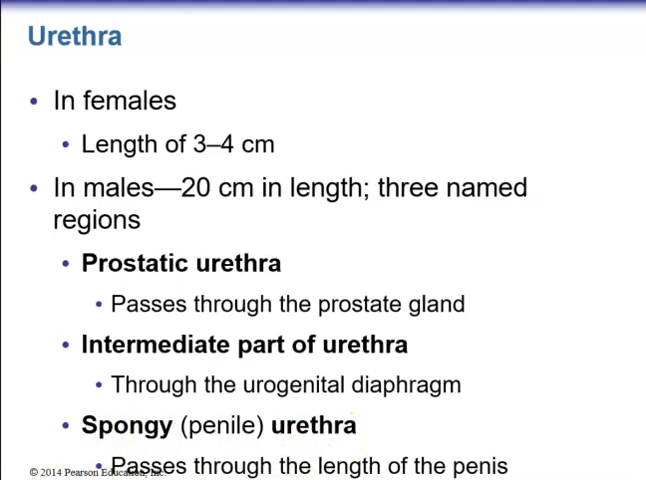 Urethra
• In females
• Length of 3–4 cm
• In males—20 cm in length; three named
regions
• Prostatic urethra
• Passes through the prostate gland
• Intermediate part of urethra
• Through the urogenital diaphragm
• Spongy (penile) urethra
• Passes through the length of the penis
© 2014 Pearson Education, Inc.